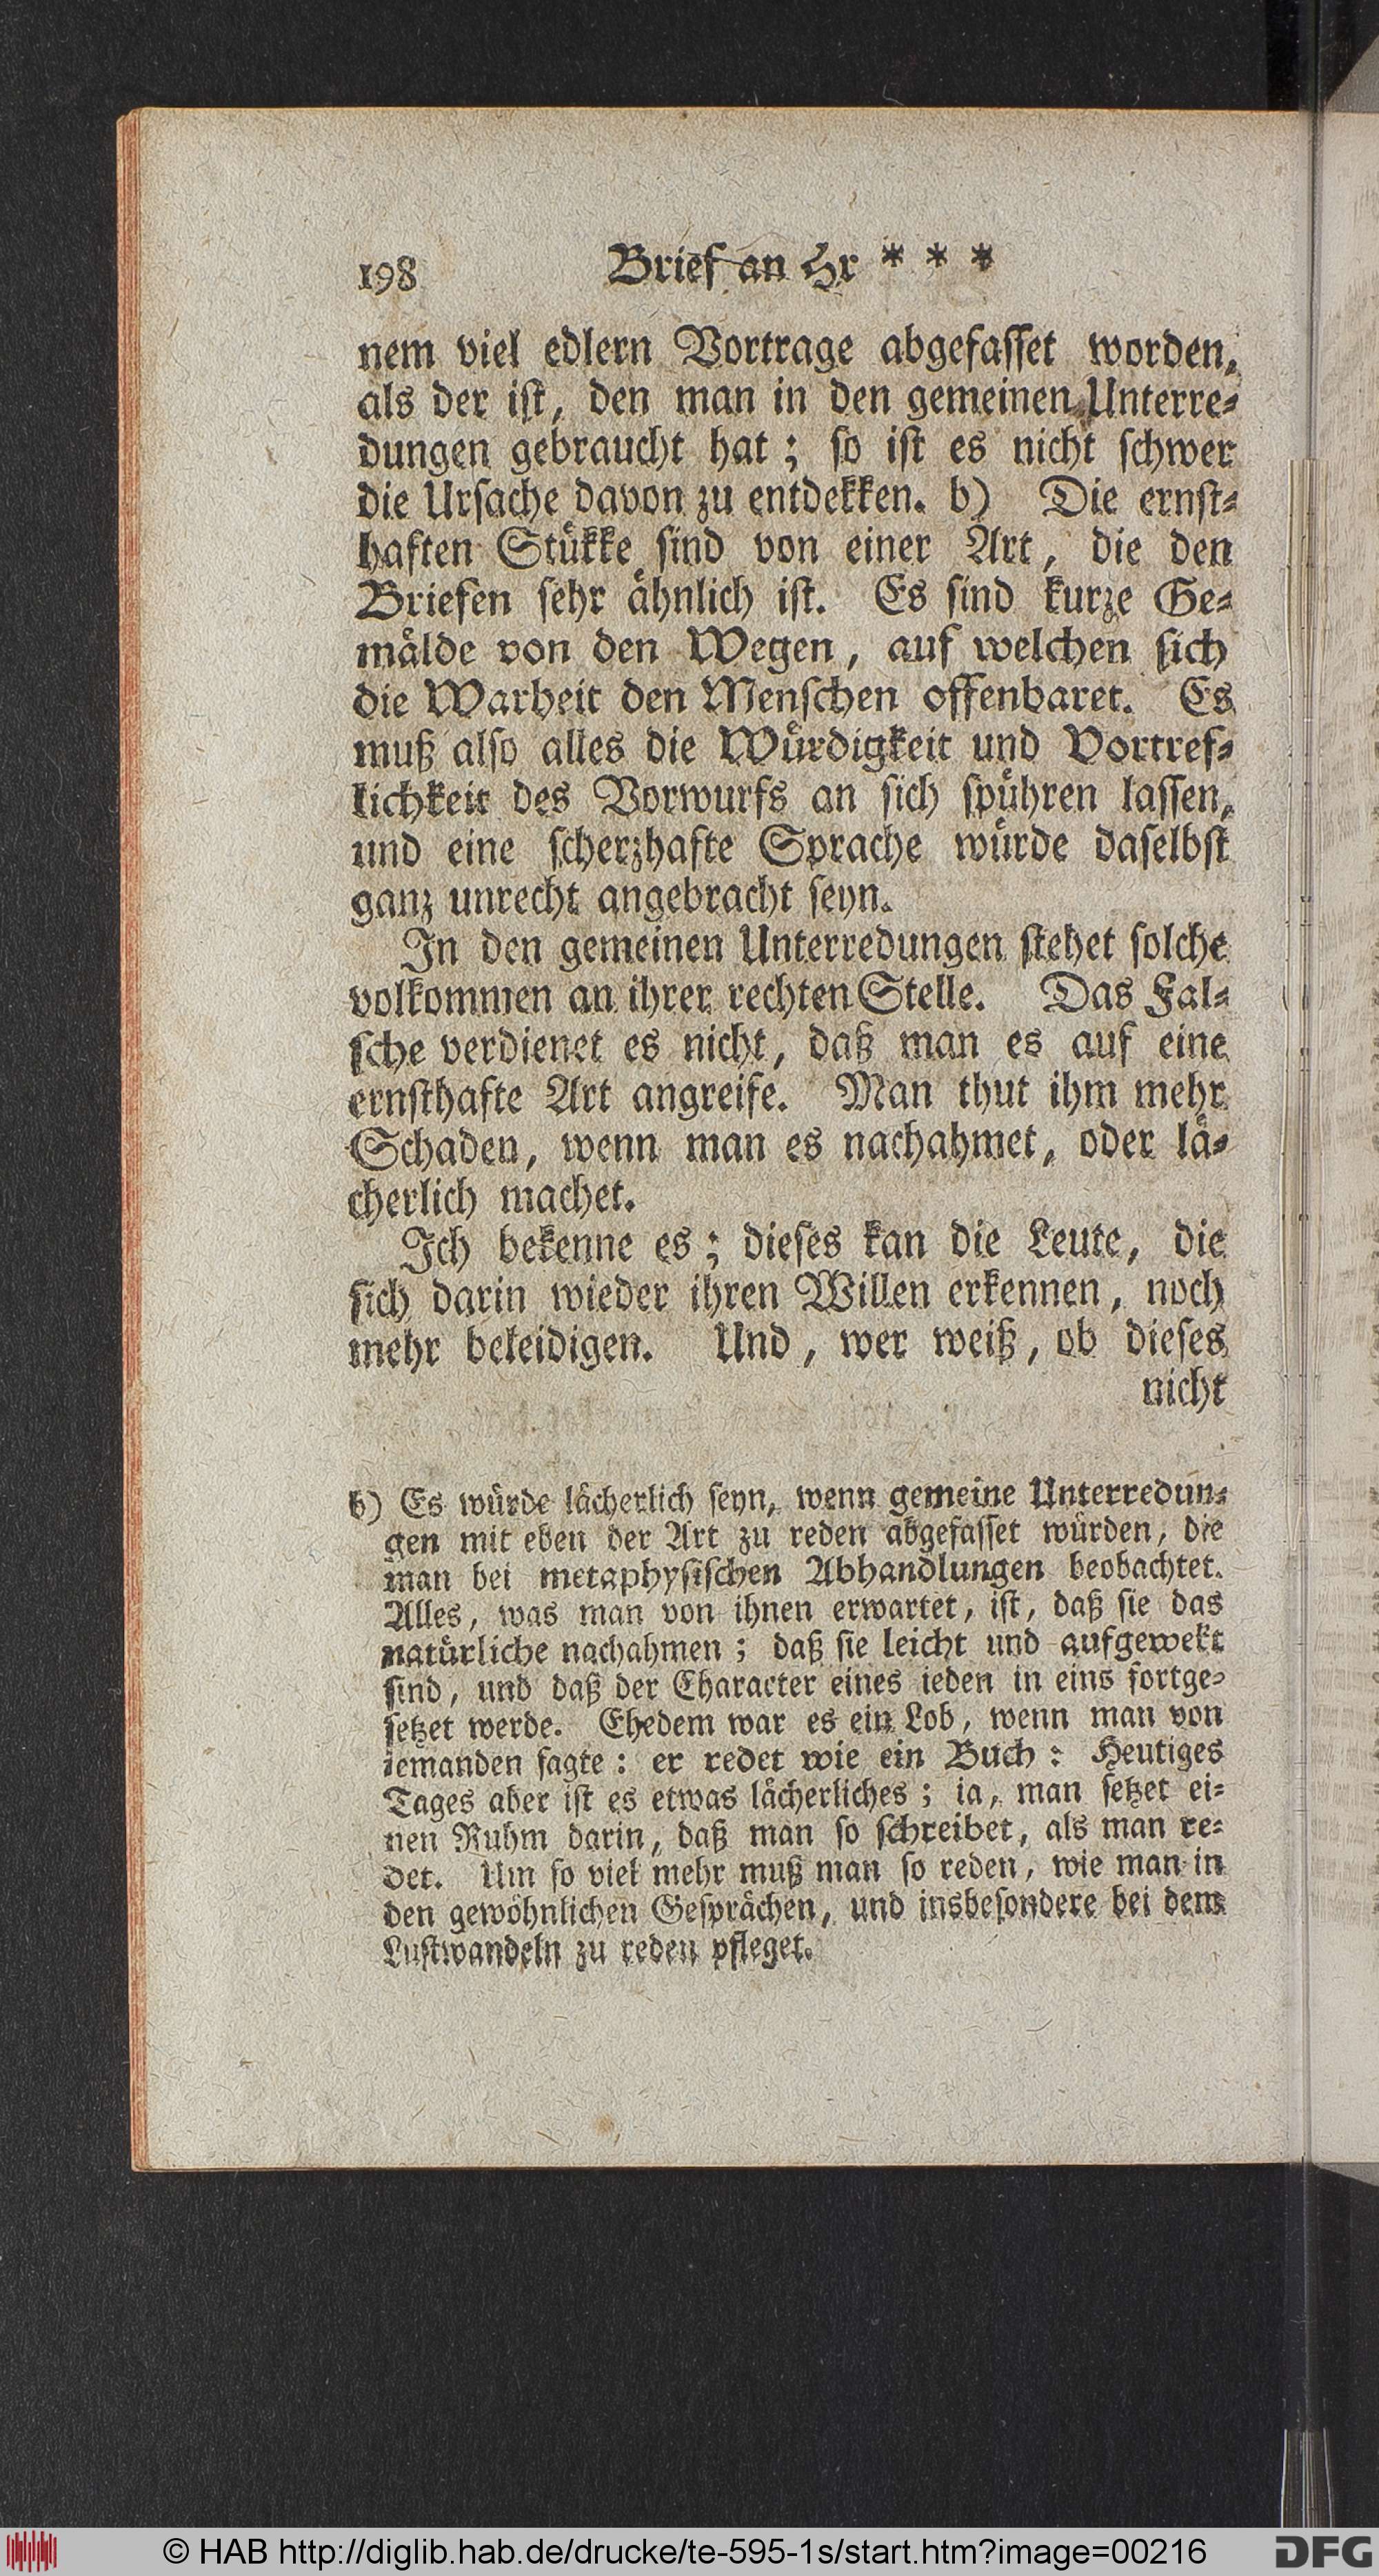 198 Brief an Hr * * *
nem viel edlern Vortrage abgefasset worden,
als der ist, den man in den gemeinen Unterre-
dungen gebraucht hat; so ist es nicht schwer
die Ursache davon zu entdekken. b) Die ernst-
haften Stükke sind von einer Art, die den
Briefen sehr ähnlich ist. Es sind kurze Ge-
mälde von den Wegen, auf welchen sich
die Warheit den Menschen offenbaret. Es
muß also alles die Würdigkeit und Vortref-
lichkeit des Vorwurfs an sich spühren lassen,
und eine scherzhafte Sprache würde daselbst
ganz unrecht angebracht seyn.
In den gemeinen Unterredungen stehet solche
volkommen an ihrer rechten Stelle. Das Fal-
sche verdienet es nicht, daß man es auf eine
ernsthafte Art angreife. Man thut ihm mehr
Schaden, wenn man es nachahmet, oder lä-
cherlich machet.
Ich bekenne es; dieses kan die Leute, die
sich darin wieder ihren Willen erkennen, noch
mehr beleidigen. Und, wer weiß, ob dieses
nicht
b) Es würde lächerlich seyn, wenn gemeine Unterredun-
gen mit eben der Art zu reden abgefasset würden, die
man bei metaphysischen Abhandlungen beobachtet.
Alles, was man von ihnen erwartet, ist, daß sie das
natürliche nachahmen; daß sie leicht und aufgewekt
sind, und daß der Character eines ieden in eins fortge-
setzet werde. Ehedem war es ein Lob, wenn man von
iemanden sagte: er redet wie ein Buch: Heutiges
Tages aber ist es etwas lächerliches; ia, man setzet ei-
nen Ruhm darin, daß man so schreibet, als man re-
det. Um so viel mehr muß man so reden, wie man in
den gewöhnlichen Gesprächen, und insbesondere bei dem
Lustwandeln zu reden pfleget.
© HAB http://diglib.hab.de/drucke/te-595-1s/start.htm?image=00216
DFG